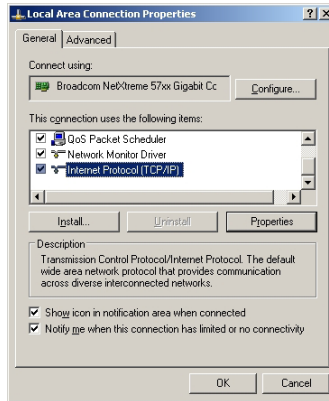 Local Area Connection Properties
General
Advanced
Connect using:
Broadcom NetXtreme 57xx Gigabit Cc
Configure...
This connection uses the following items:
QoS Packet Scheduler
Network Monitor Driver
Internet Protocol (TCP/IP)
Install...
Uninstall
Properties
Description
Transmission Control Protocol/Internet Protocol. The default
wide area network protocol that provides communication
across diverse interconnected networks.
Show icon in notification area when connected
Notify me when this connection has limited or no connectivity
OK
Cancel